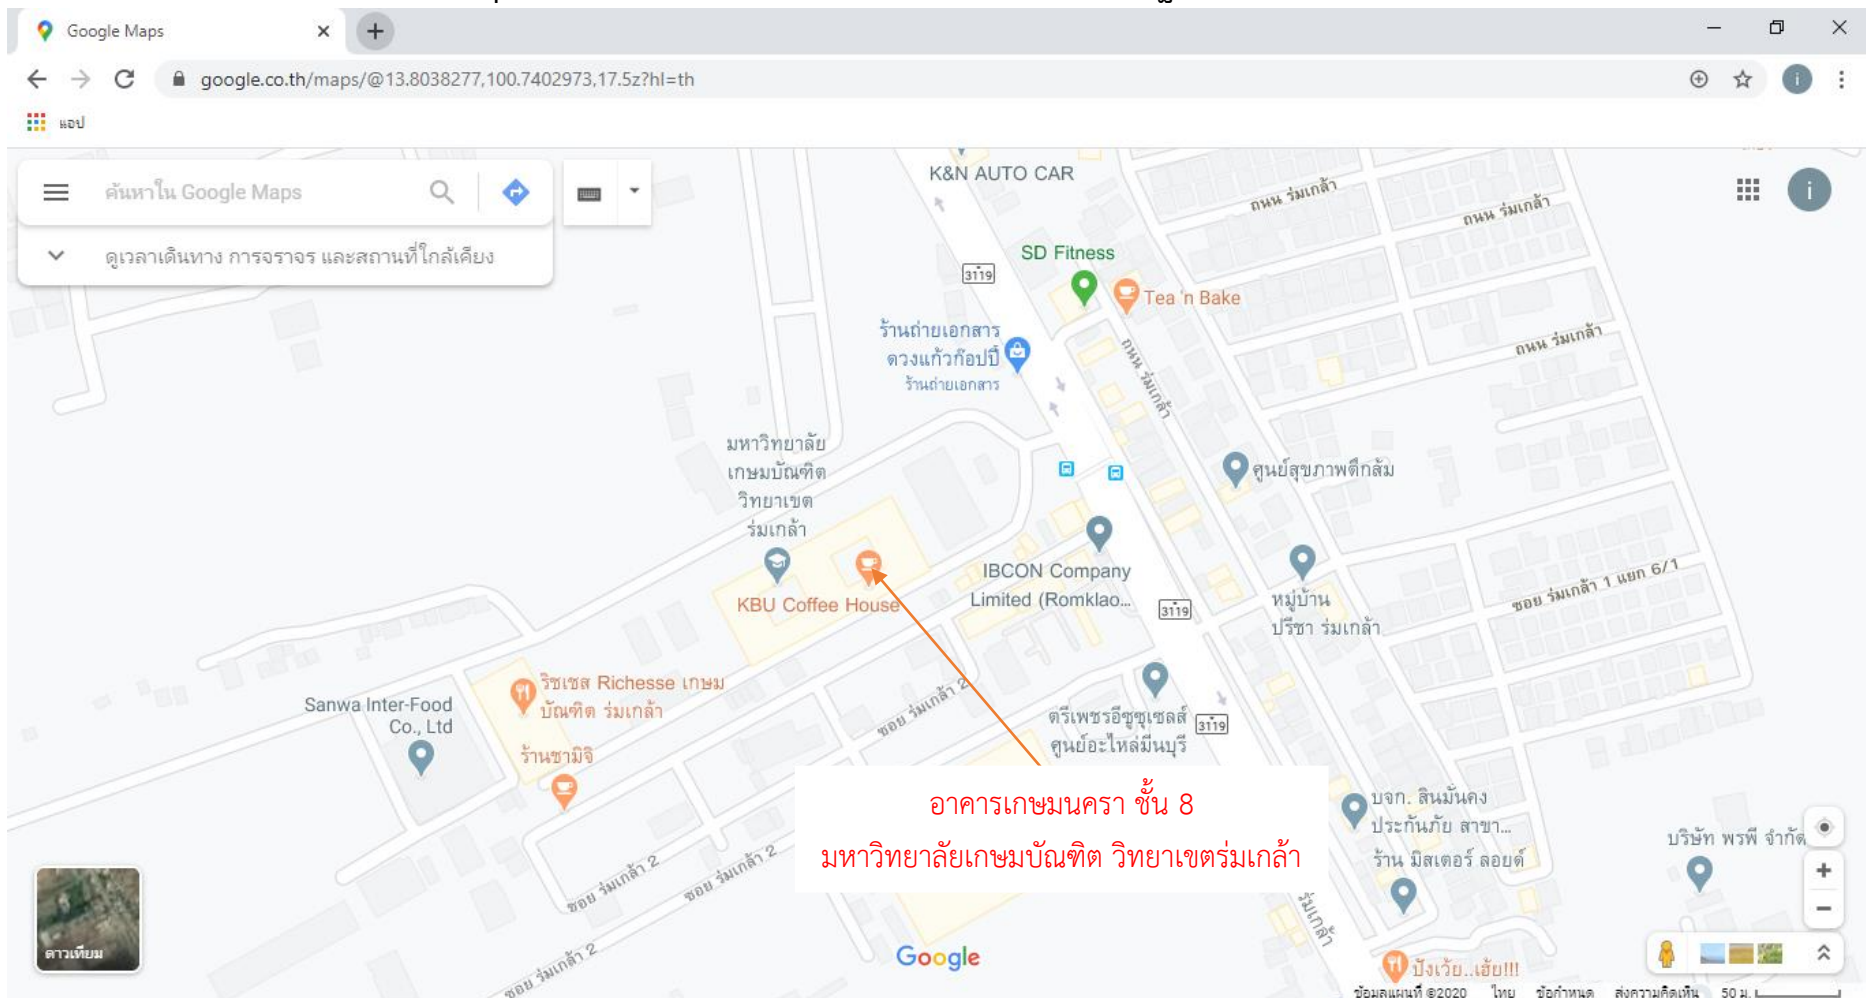 Google Maps
google.co.th/maps/@13.8038277,100.7402973,17.5z?hl=th
แอป
ค้นหาใน Google Maps
ดูเวลาเดินทาง การจราจร และสถานที่ใกล้เคียง
K&N AUTO CAR
ถนน ร่มเกล้า
ถนน ร่มเกล้า
i
i
SD Fitness
3119
Tea 'n Bake
ร้านถ่ายเอกสาร
ดวงแก้วก๊อปปี้
ร้านถ่ายเอกสาร
ถนน ร่มเกล้า
ถนน ร่มเกล้า
มหาวิทยาลัย
เกษมบัณฑิต
วิทยาเขต
ร่มเกล้า
ศูนย์สุขภาพตึกส้ม
KBU Coffee House
IBCON Company
Limited (Romklao...
3119
หมู่บ้าน
ปรีชา ร่มเกล้า
ซอย ร่มเกล้า 1 แยก 6/1
ริชเชส Richesse เกษม
บัณฑิต ร่มเกล้า
Sanwa Inter-Food
Co., Ltd
ซอย ร่มเกล้า 2
ตรีเพชรอีซูซุเซลส์
ศูนย์อะไหล่มีนบุรี
3119
ร้านชามิจิ
อาคารเกษมนครา ชั้น 8
มหาวิทยาลัยเกษมบัณฑิต วิทยาเขตร่มเกล้า
บจก. สินมั่นคง
ประกันภัย สาขา...
ร้าน มิสเตอร์ ลอยด์
บริษัท พรพี จำกัด
ซอย ร่มเกล้า 2
ซอย ร่มเกล้า 2
ซอย ร่มเกล้า 2
ร่มเกล้า
ดาวเทียม
Google
ปังเว้ย..เฮ้ย!!!
ข้อมูลแผนที่ ©2020 ไทย ข้อกำหนด ส่งความคิดเห็น 50 ม.